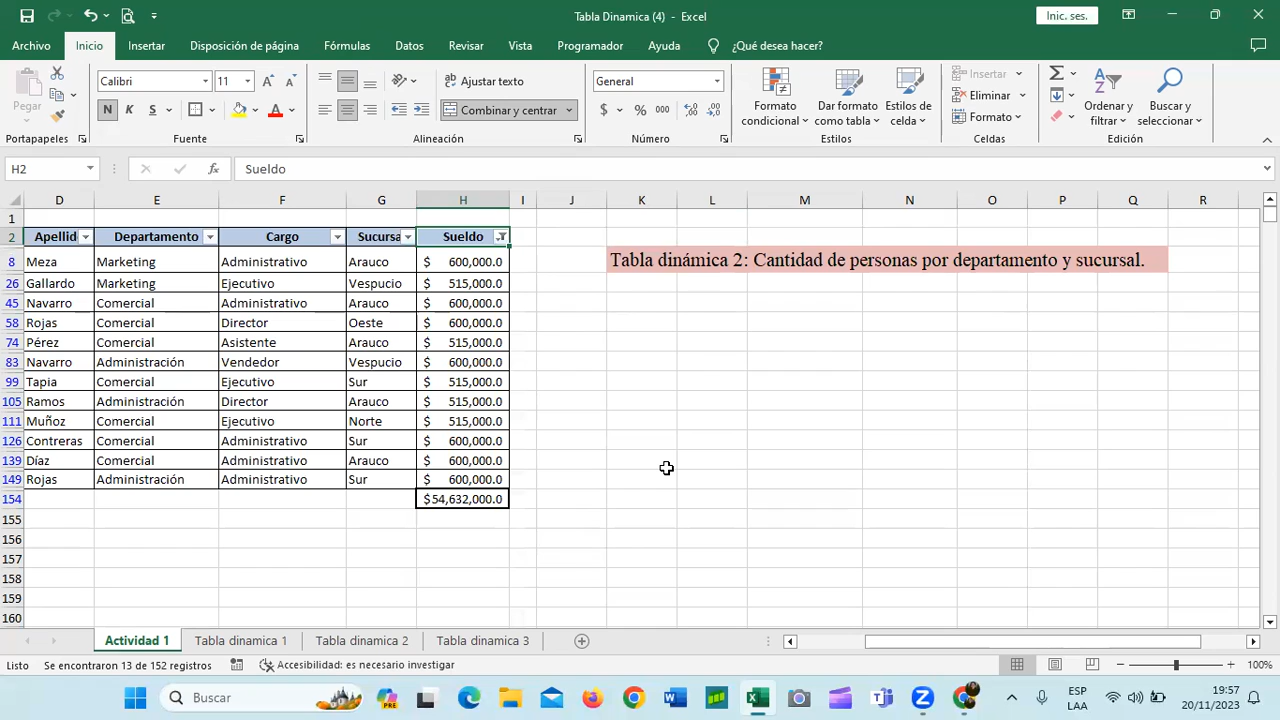 Tabla Dinamica (4) - Excel
Inic. ses.
Archivo Inicio Insertar Disposición de página Fórmulas Datos Revisar Vista Programador Ayuda ¿Qué desea hacer?
Pegar
Portapapeles
Calibri 11
N K S
Fuente
Ajustar texto
Combinar y centrar
Alineación
General
$ % 000
Número
Formato condicional
Dar formato como tabla
Estilos de celda
Estilos
Insertar
Eliminar
Formato
Celdas
Ordenar y filtrar
Buscar y seleccionar
Edición
H2 fx Sueldo
D E F G H I J K L M N O P Q R
1
2 Apellid Departamento Cargo Sucursa Sueldo
8 Meza Marketing Administrativo Arauco $ 600,000.0
Tabla dinámica 2: Cantidad de personas por departamento y sucursal.
26 Gallardo Marketing Ejecutivo Vespucio $ 515,000.0
45 Navarro Comercial Administrativo Arauco $ 600,000.0
58 Rojas Comercial Director Oeste $ 600,000.0
74 Pérez Comercial Asistente Arauco $ 515,000.0
83 Navarro Administración Vendedor Vespucio $ 600,000.0
99 Tapia Comercial Ejecutivo Sur $ 515,000.0
105 Ramos Administración Director Arauco $ 515,000.0
111 Muñoz Comercial Ejecutivo Norte $ 515,000.0
126 Contreras Comercial Administrativo Sur $ 600,000.0
139 Díaz Comercial Administrativo Arauco $ 600,000.0
149 Rojas Administración Administrativo Sur $ 600,000.0
154 $54,632,000.0
155
156
157
158
159
160
Actividad 1 Tabla dinamica 1 Tabla dinamica 2 Tabla dinamica 3
Listo Se encontraron 13 de 152 registros Accesibilidad: es necesario investigar 100%
Buscar
ESP
LAA
19:57
20/11/2023